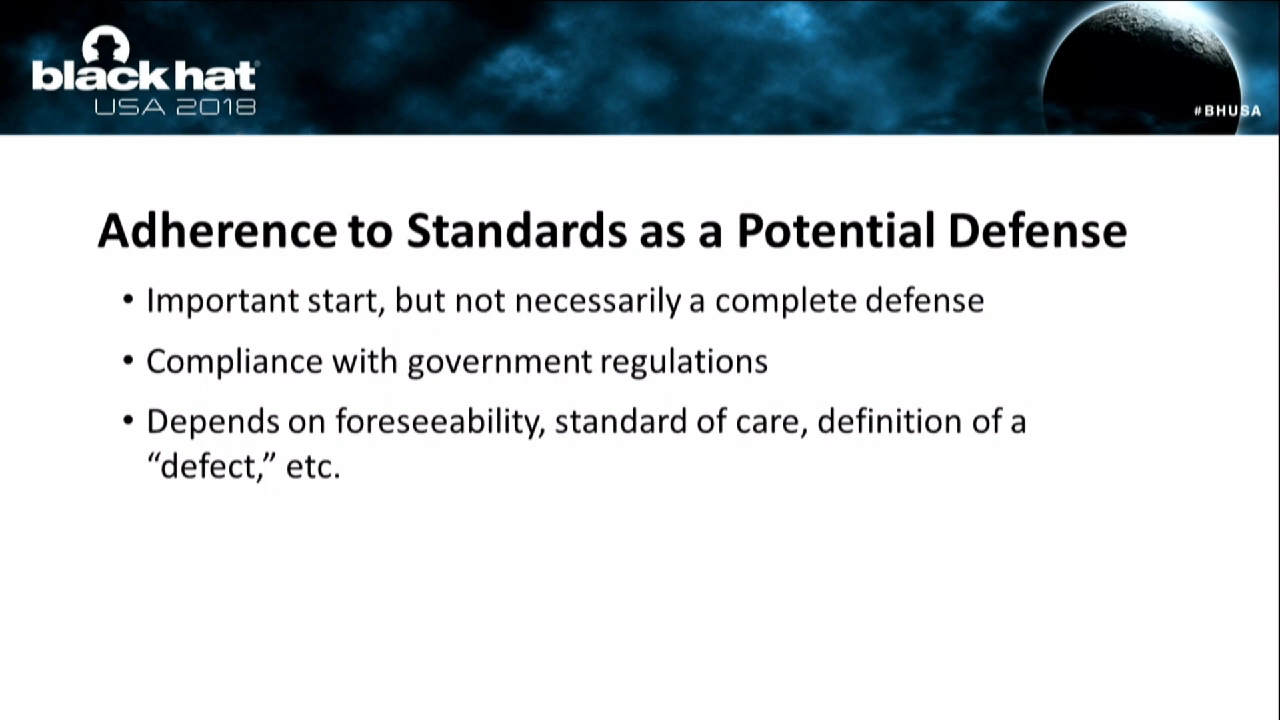 black hat
USA 2018
#BHUSA
Adherence to Standards as a Potential Defense
• Important start, but not necessarily a complete defense
• Compliance with government regulations
• Depends on foreseeability, standard of care, definition of a
“defect,” etc.